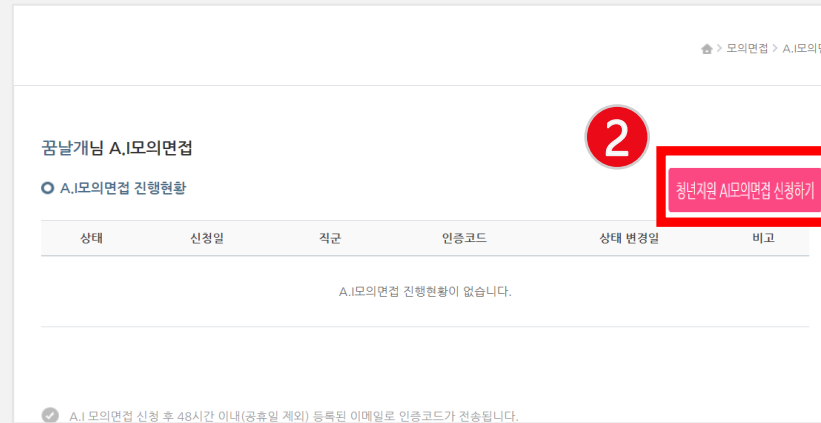 모의면접 > A.I모의
꿈날개님 A.I모의면접
2
A.I모의면접 진행현황
청년지원 AI모의면접 신청하기
상태 신청일 직군 인증코드 상태 변경일 비고
A.I모의면접 진행현황이 없습니다.
A.I 모의면접 신청 후 48시간 이내(공휴일 제외) 등록된 이메일로 인증코드가 전송됩니다.